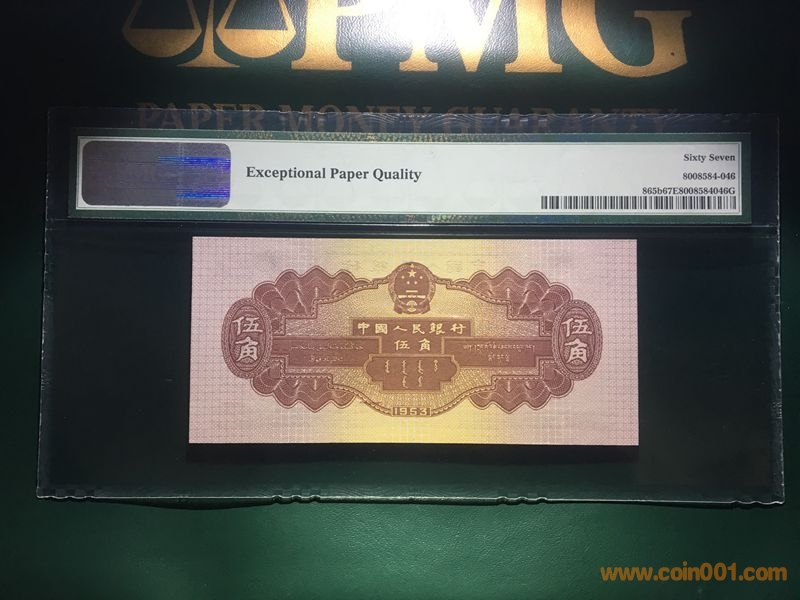 PMG
PAPER MONEY GUARANTY
Exceptional Paper Quality
Sixty Seven
8008584-046
865b67E8008584046G
中國人民銀行
伍角
伍角
伍角
1953
www.coin001.com